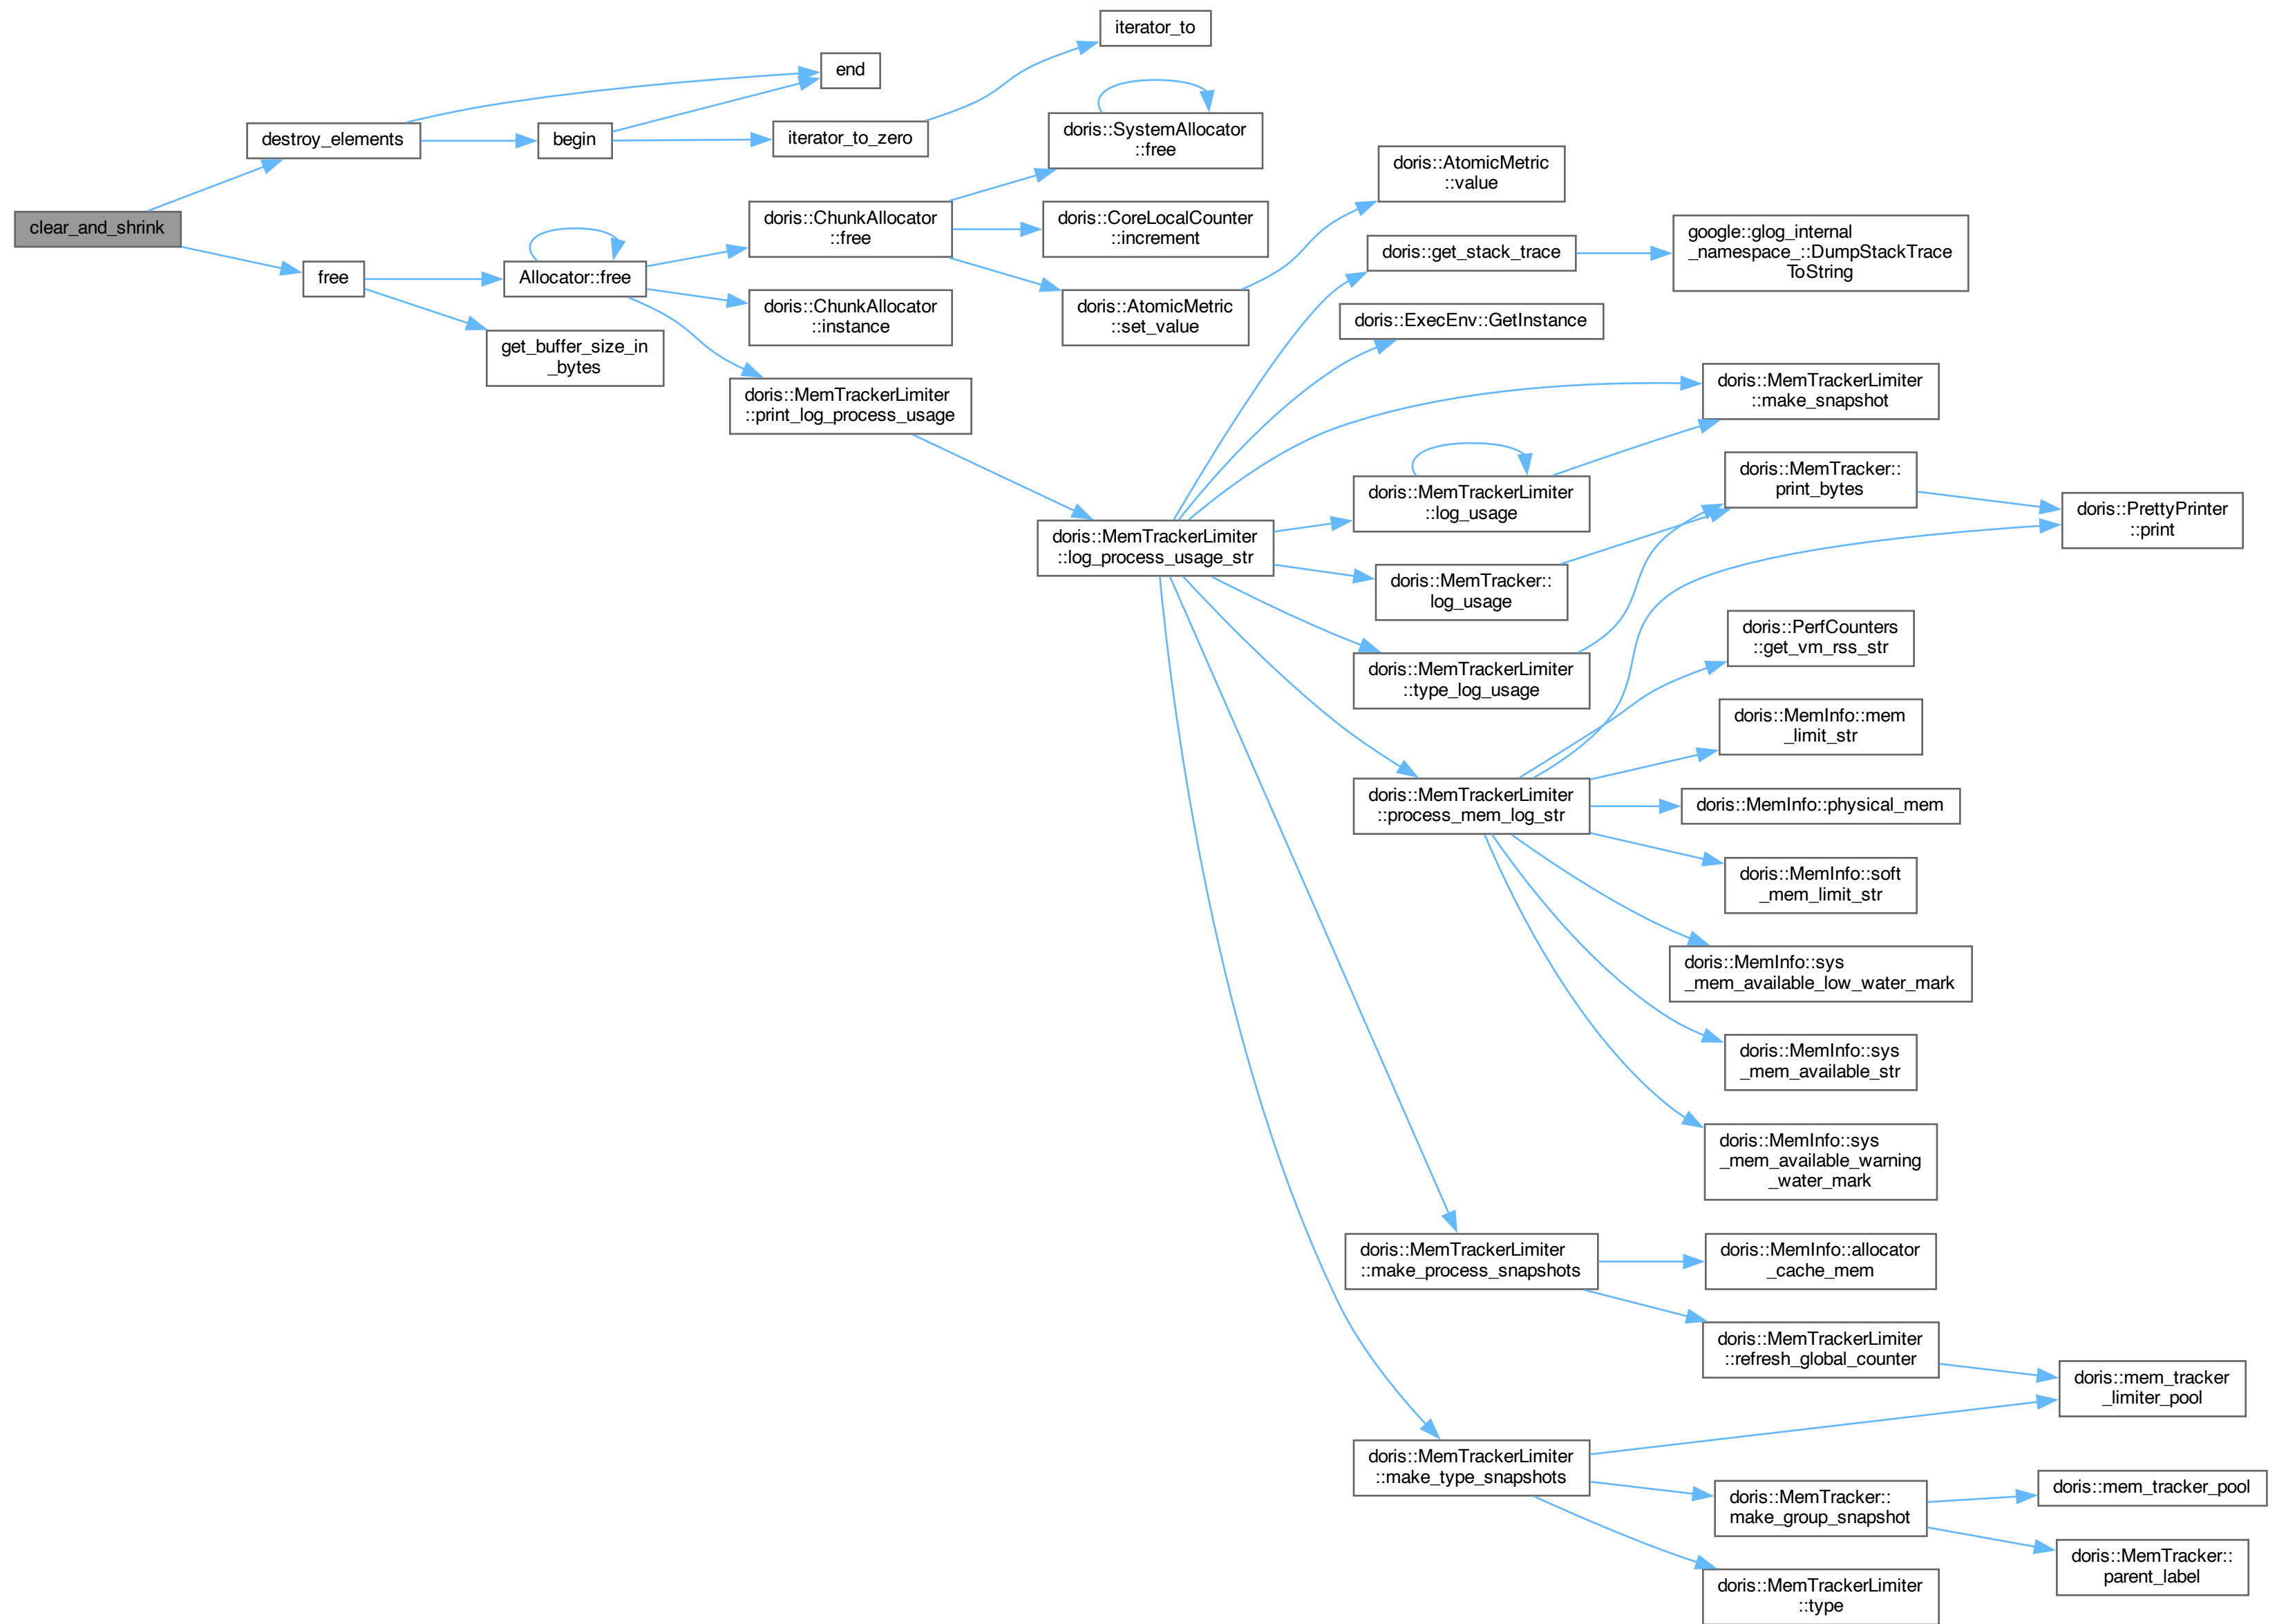 iterator_to
end
destroy_elements
begin
iterator_to_zero
doris::SystemAllocator
::free
doris::AtomicMetric
::value
clear_and_shrink
doris::ChunkAllocator
::free
doris::CoreLocalCounter
::increment
doris::get_stack_trace
google::glog_internal
_namespace_::DumpStackTrace
ToString
free
Allocator::free
doris::ChunkAllocator
::instance
doris::AtomicMetric
::set_value
doris::ExecEnv::GetInstance
get_buffer_size_in
_bytes
doris::MemTrackerLimiter
::print_log_process_usage
doris::MemTrackerLimiter
::make_snapshot
doris::MemTrackerLimiter
::log_usage
doris::MemTracker::
print_bytes
doris::PrettyPrinter
::print
doris::MemTrackerLimiter
::log_process_usage_str
doris::MemTracker::
log_usage
doris::MemTrackerLimiter
::type_log_usage
doris::PerfCounters
::get_vm_rss_str
doris::MemInfo::mem
_limit_str
doris::MemTrackerLimiter
::process_mem_log_str
doris::MemInfo::physical_mem
doris::MemInfo::soft
_mem_limit_str
doris::MemInfo::sys
_mem_available_low_water_mark
doris::MemInfo::sys
_mem_available_str
doris::MemInfo::sys
_mem_available_warning
_water_mark
doris::MemTrackerLimiter
::make_process_snapshots
doris::MemInfo::allocator
_cache_mem
doris::MemTrackerLimiter
::refresh_global_counter
doris::mem_tracker
_limiter_pool
doris::MemTrackerLimiter
::make_type_snapshots
doris::MemTracker::
make_group_snapshot
doris::mem_tracker_pool
doris::MemTracker::
parent_label
doris::MemTrackerLimiter
::type